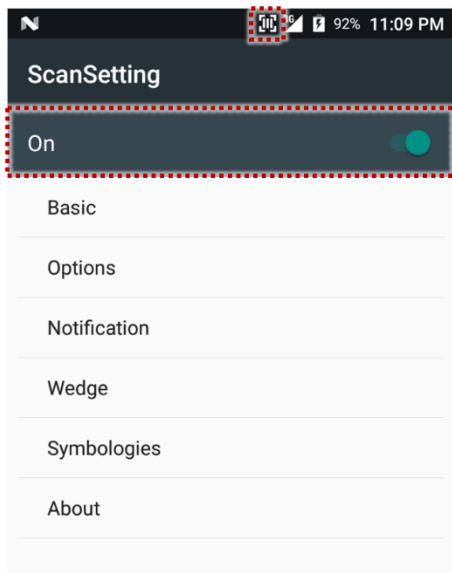 92% 11:09 PM
ScanSetting
On
Basic
Options
Notification
Wedge
Symbologies
About